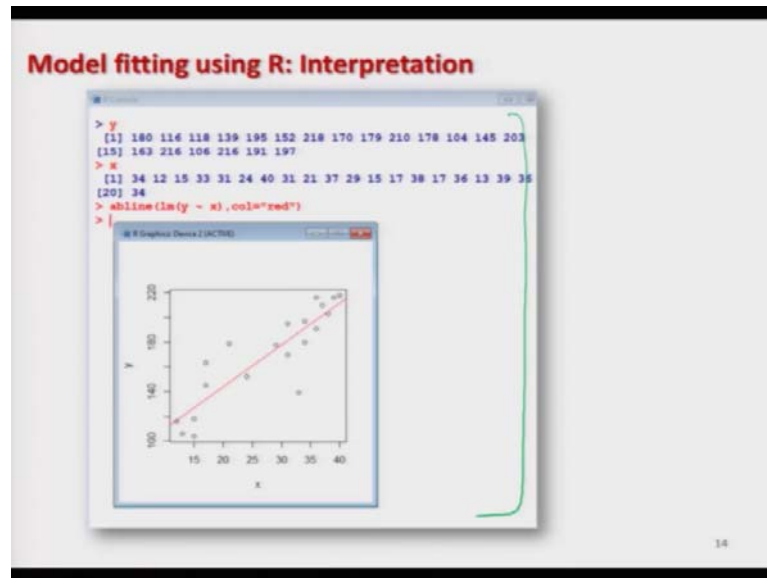 Model fitting using R: Interpretation
> y
[1] 180 116 118 139 195 152 218 170 179 210 178 104 145 203
[15] 163 216 106 216 191 197
> x
[1] 34 12 15 33 31 24 40 31 21 37 29 15 17 38 17 36 13 39 36
[20] 34
> abline(lm(y ~ x),col="red")
>
R Graphics: Device 2 (ACTIVE)
220
180
y
140
100
15 20 25 30 35 40
x
14